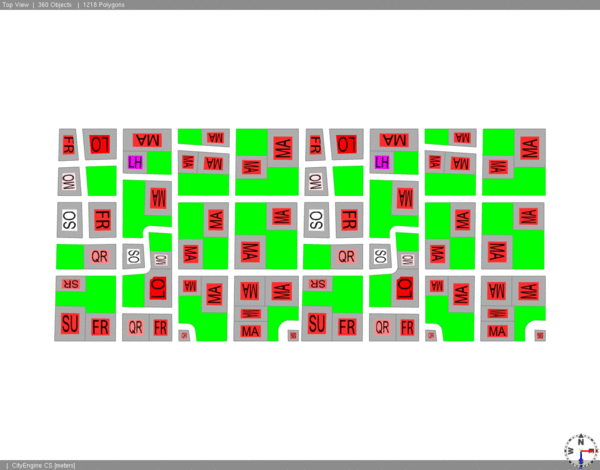 Top View | 360 Objects | 1218 Polygons
FR LO MA MA MA FR LO MA MA MA
LH MA MA MA LH MA MA MA
OW MA OW MA
SO FR MA MA SO FR MA MA
QR SO OW MA MA QR SO OW MA MA
SR LO MA MA MA MA SR LO MA MA MA MA
MA MA
SU FR QR FR MA SU FR QR FR MA
N
W
| CityEngine CS [meters]